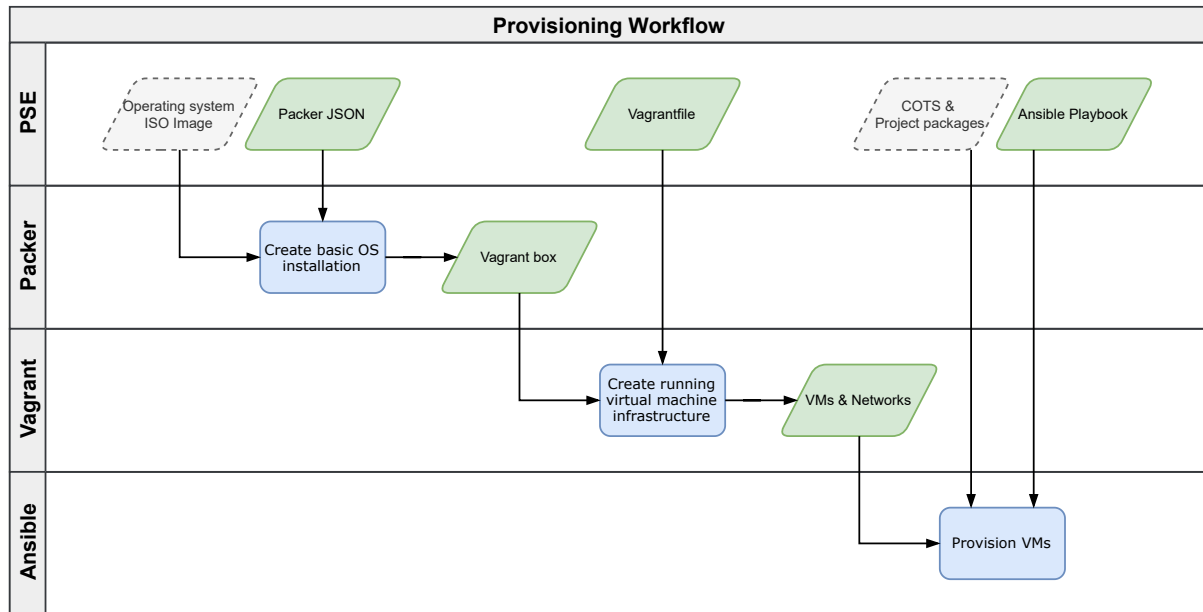 Provisioning Workflow
PSE
Operating system
ISO Image
Packer JSON
Vagrantfile
COTS &
Project packages
Ansible Playbook
Packer
Create basic OS
installation
Vagrant box
Vagrant
Create running
virtual machine
infrastructure
VMs & Networks
Ansible
Provision VMs